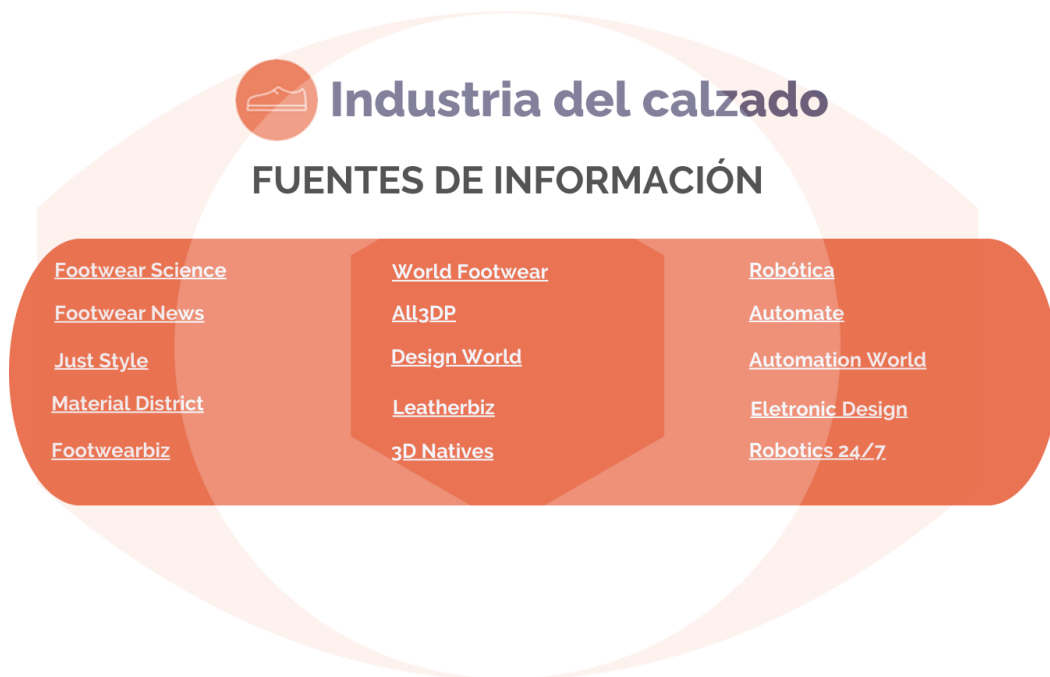 Industria del calzado
FUENTES DE INFORMACIÓN
Footwear Science
Footwear News
Just Style
Material District
Footwearbiz
World Footwear
All3DP
Design World
Leatherbiz
3D Natives
Robótica
Automate
Automation World
Eletronic Design
Robotics 24/7